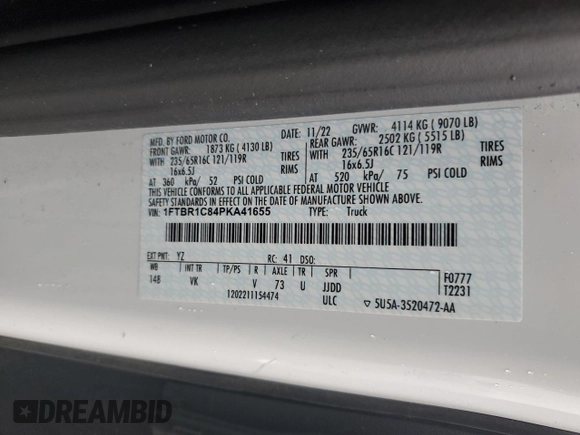 MFD. BY FORD MOTOR CO. DATE: 11/22 GVWR: 4114 KG ( 9070 LB)
FRONT GAWR: 1873 KG ( 4130 LB) REAR GAWR: 2502 KG ( 5515 LB)
WITH 235/65R16C 121/119R TIRES WITH 235/65R16C 121/119R TIRES
16x6.5J RIMS 16x6.5J RIMS
AT 360 kPa/ 52 PSI COLD AT 520 kPa/ 75 PSI COLD
THIS VEHICLE CONFORMS TO ALL APPLICABLE FEDERAL MOTOR VEHICLE
SAFETY STANDARDS IN EFFECT ON THE DATE OF MANUFACTURE SHOWN ABOVE.
VIN: 1FTBR1C84PKA41655 TYPE: Truck
EXT PNT: YZ RC: 41 DSO:
WB INT TR TP/PS R AXLE TR SPR F0777
148 VK V 73 U JJDD T2231
1202211154474 ULC ▽ 5U5A-3520472-AA
DREAMBID